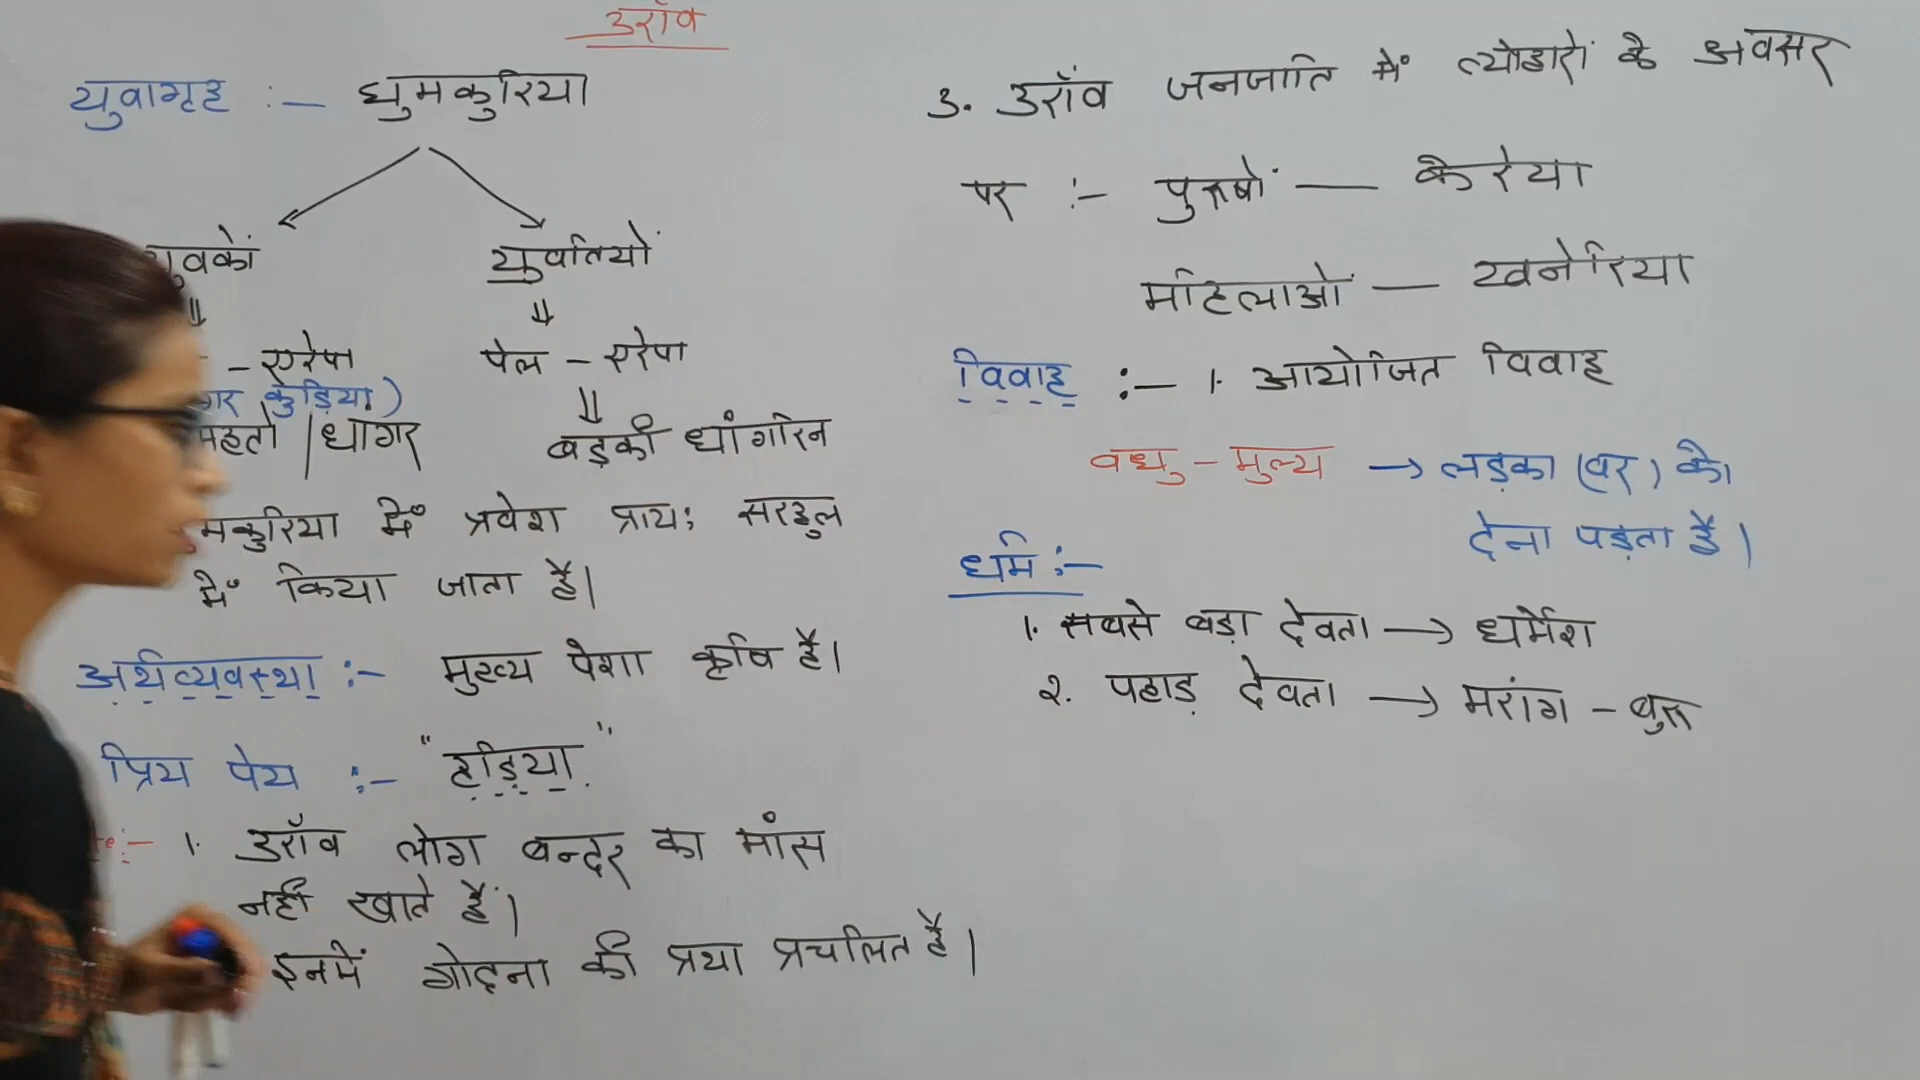 उराँव
युवागृह :— धुमकुरिया
युवकों
युवतियों
– एरेपा
पेल – एरेपा
कुड़िया)
महतो / धांगर
बड़की धांगरिन
में प्रवेश प्रायः सरहुल
में किया जाता है।
अर्थव्यवस्था :— मुख्य पेशा कृषि है।
प्रिय पेय :— "हड़िया"
1. उराँव लोग बन्दर का मांस
नही खाते है।
इनमें गोदना की प्रथा प्रचलित है।
3. उराँव जनजाति में त्योहारों के अवसर
पर :— पुरूषों — केरेया
महिलाओं — खनेरिया
विवाह :— 1. आयोजित विवाह
वधु – मुल्य → लड़का (वर) को
देना पड़ता है।
धर्म :—
1. सबसे बड़ा देवता → धर्मेश
2. पहाड़ देवता → मरांग – बुरू